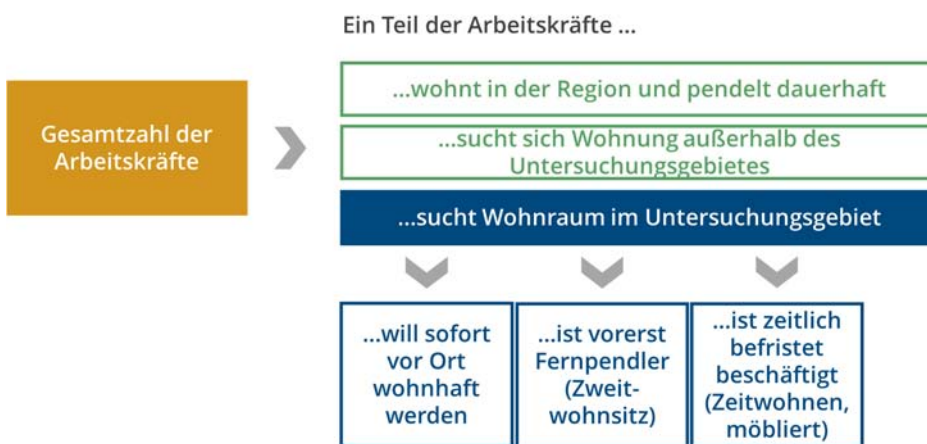 Ein Teil der Arbeitskräfte ...
Gesamtzahl der
Arbeitskräfte
...wohnt in der Region und pendelt dauerhaft
...sucht sich Wohnung außerhalb des
Untersuchungsgebietes
...sucht Wohnraum im Untersuchungsgebiet
...will sofort
vor Ort
wohnhaft
werden
...ist vorerst
Fernpendler
(Zweit-
wohnsitz)
...ist zeitlich
befristet
beschäftigt
(Zeitwohnen,
möbliert)